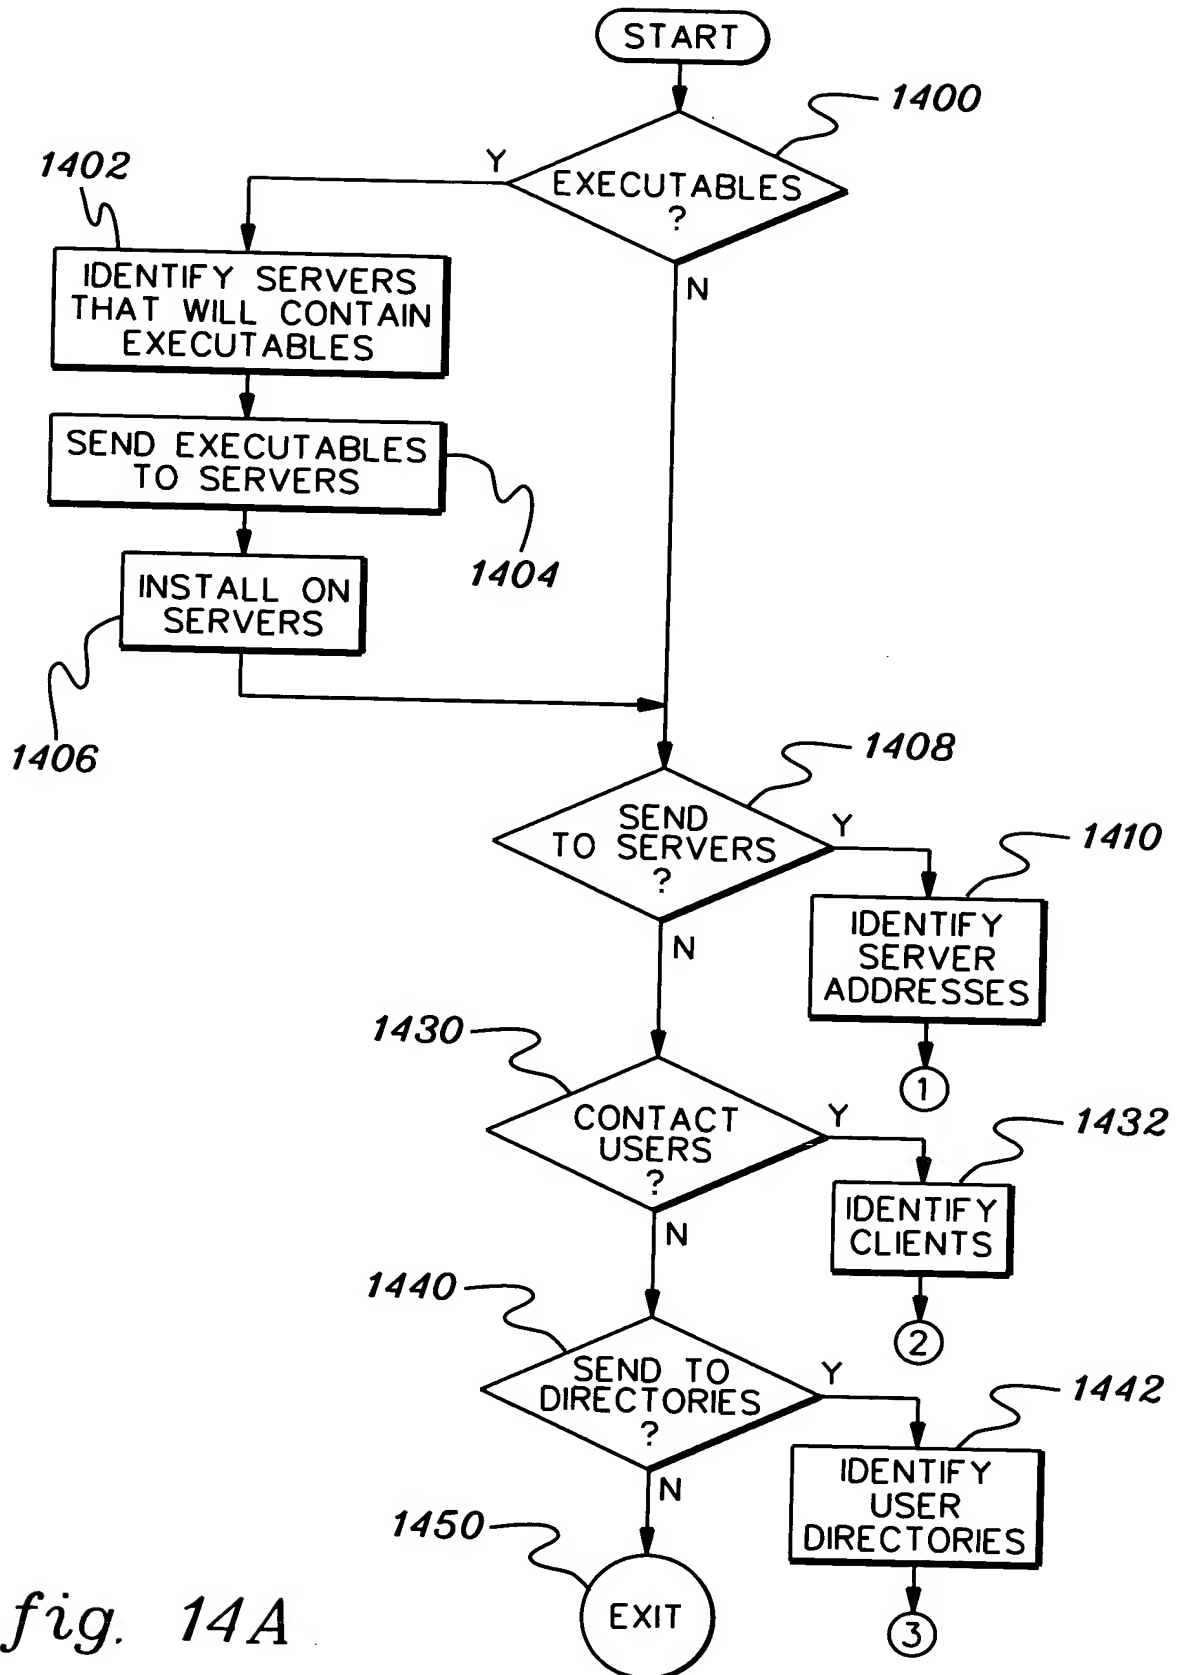 START
1400
EXECUTABLES
?
Y
N
1402
IDENTIFY SERVERS
THAT WILL CONTAIN
EXECUTABLES
SEND EXECUTABLES
TO SERVERS
1404
INSTALL ON
SERVERS
1406
1408
SEND
TO SERVERS
?
Y
N
1410
IDENTIFY
SERVER
ADDRESSES
1
1430
CONTACT
USERS
?
Y
N
1432
IDENTIFY
CLIENTS
2
1440
SEND TO
DIRECTORIES
?
Y
N
1442
IDENTIFY
USER
DIRECTORIES
3
1450
EXIT
fig. 14A